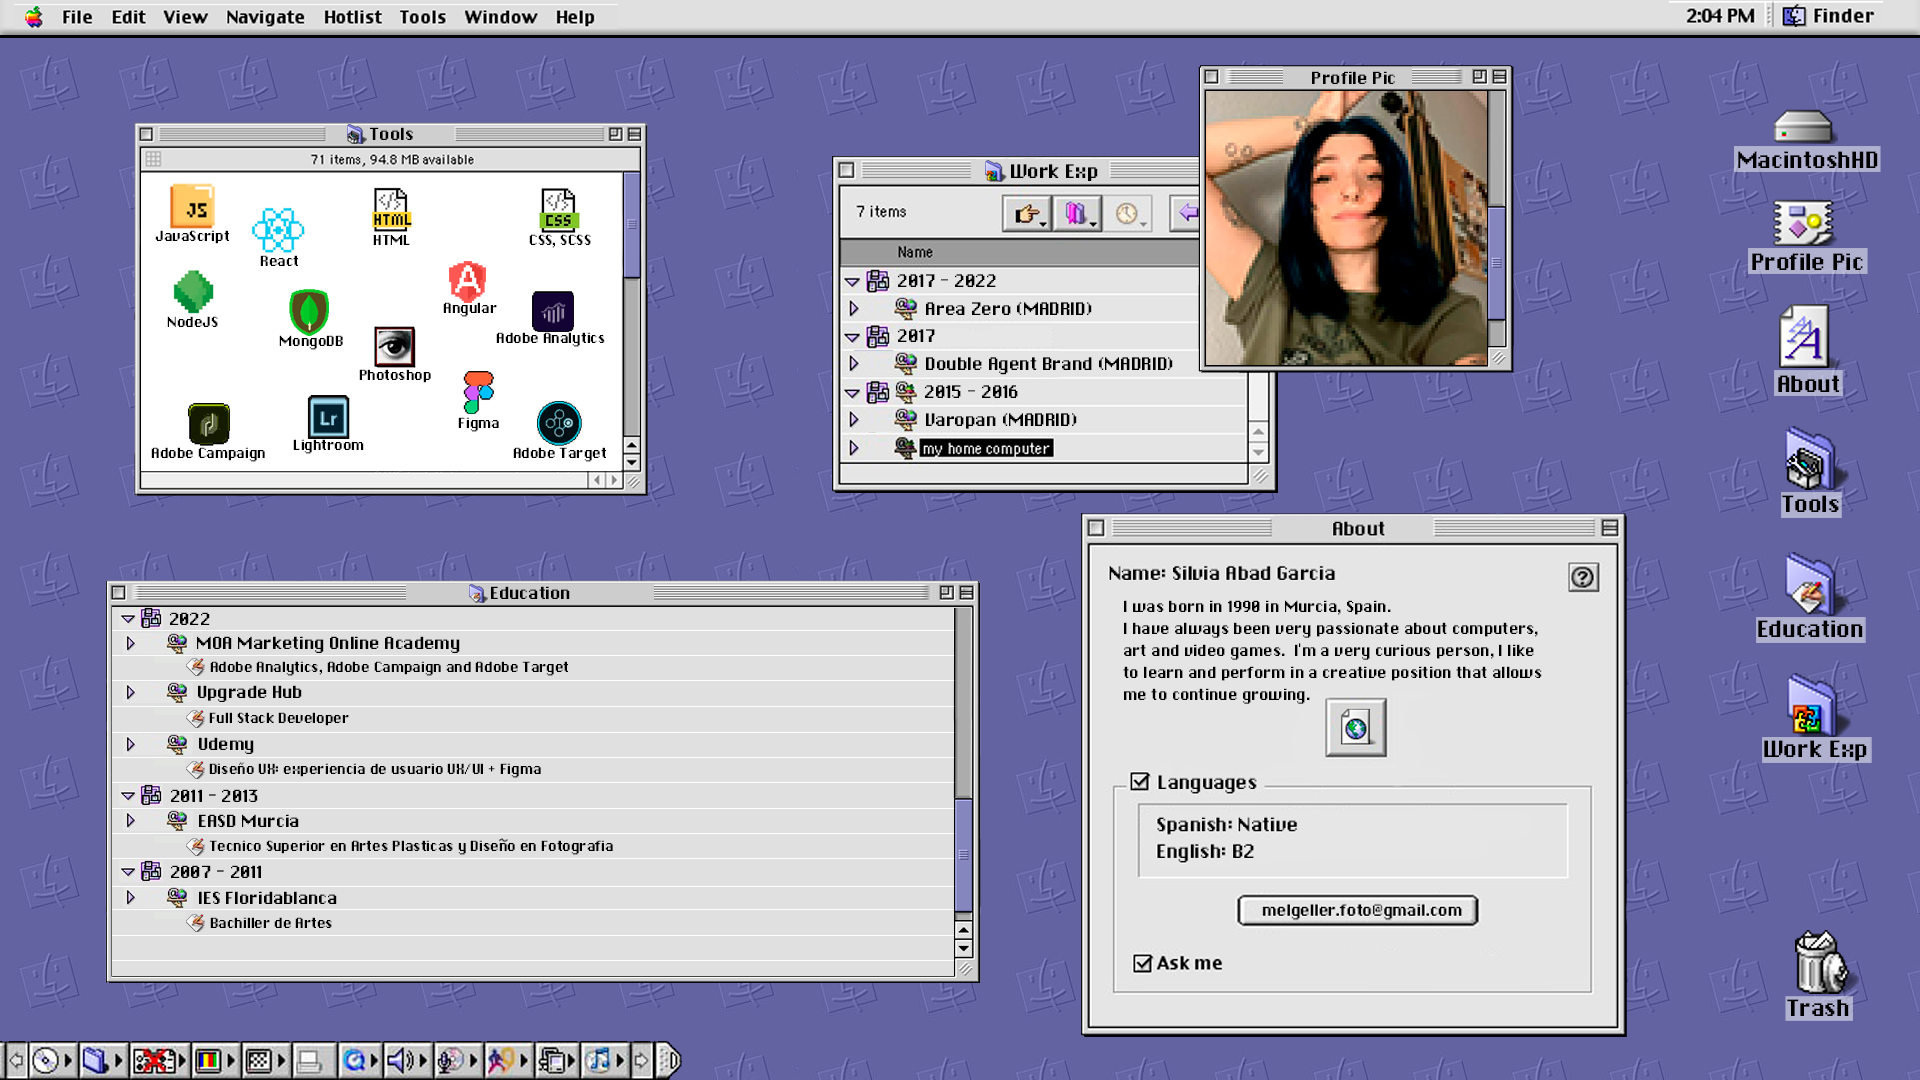 File Edit View Navigate Hotlist Tools Window Help
2:04 PM Finder
Tools
71 items, 94.8 MB available
JS
JavaScript
React
HTML
HTML
CSS
CSS, SCSS
NodeJS
MongoDB
Angular
Adobe Analytics
Photoshop
Figma
Adobe Campaign
Lr
Lightroom
Adobe Target
Work Exp
7 items
Name
2017 - 2022
Area Zero (MADRID)
2017
Double Agent Brand (MADRID)
2015 - 2016
Varopan (MADRID)
my home computer
Profile Pic
MacintoshHD
Profile Pic
About
Tools
Education
Work Exp
Trash
Education
2022
MOA Marketing Online Academy
Adobe Analytics, Adobe Campaign and Adobe Target
Upgrade Hub
Full Stack Developer
Udemy
Diseño UX: experiencia de usuario UX/UI + Figma
2011 - 2013
EASD Murcia
Tecnico Superior en Artes Plasticas y Diseño en Fotografia
2007 - 2011
IES Floridablanca
Bachiller de Artes
About
Name: Silvia Abad Garcia
I was born in 1990 in Murcia, Spain.
I have always been very passionate about computers,
art and video games. I'm a very curious person, I like
to learn and perform in a creative position that allows
me to continue growing.
Languages
Spanish: Native
English: B2
melgeller.foto@gmail.com
Ask me